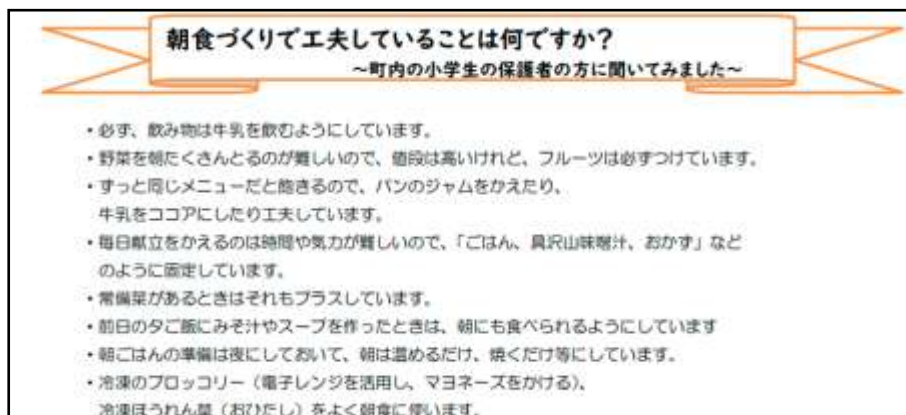 朝食づくりで工夫していることは何ですか？
～町内の小学生の保護者の方に聞いてみました～
・必ず、飲み物は牛乳を飲むようにしています。
・野菜を朝たくさんとるのが難しいので、値段は高いけれど、フルーツは必ずつけています。
・ずっと同じメニューだと飽きるので、パンのジャムをかえたり、
牛乳をココアにしたり工夫しています。
・毎日献立をかえるのは時間や気力が難しいので、「ごはん、具沢山味噌汁、おかず」など
のように固定しています。
・常備菜があるときはそれもプラスしています。
・前日の夕ご飯にみそ汁やスープを作ったときは、朝にも食べられるようにしています
・朝ごはんの準備は夜にしておいて、朝は温めるだけ、焼くだけ等にしています。
・冷凍のブロッコリー（電子レンジを活用し、マヨネーズをかける）、
冷凍ほうれん草（おひたし）をよく朝食に使います。